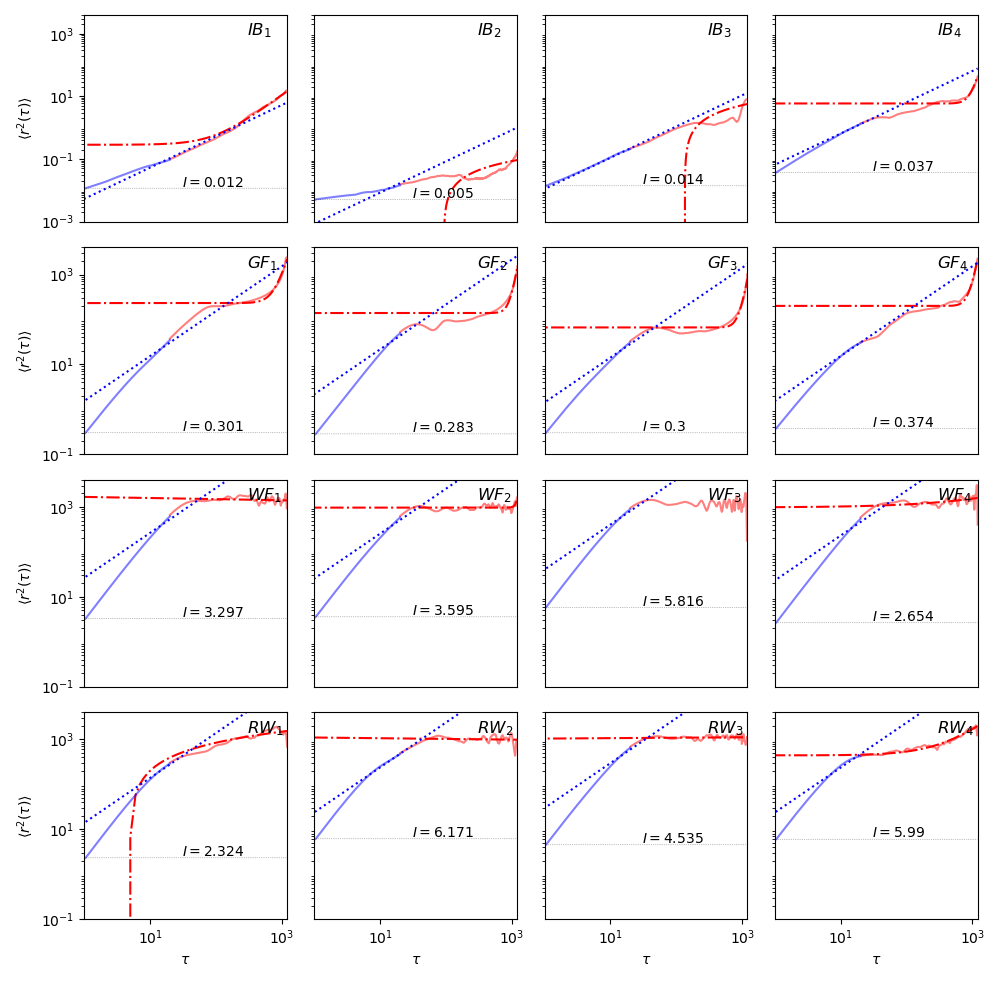 IB₁ IB₂ IB₃ IB₄
10³
10¹
10⁻¹
10⁻³
⟨r²(τ)⟩
I = 0.012 I = 0.005 I = 0.014 I = 0.037
GF₁ GF₂ GF₃ GF₄
10³
10¹
10⁻¹
⟨r²(τ)⟩
I = 0.301 I = 0.283 I = 0.3 I = 0.374
WF₁ WF₂ WF₃ WF₄
10³
10¹
10⁻¹
⟨r²(τ)⟩
I = 3.297 I = 3.595 I = 5.816 I = 2.654
RW₁ RW₂ RW₃ RW₄
10³
10¹
10⁻¹
⟨r²(τ)⟩
I = 2.324 I = 6.171 I = 4.535 I = 5.99
10¹ 10³ 10¹ 10³ 10¹ 10³ 10¹ 10³
τ τ τ τ